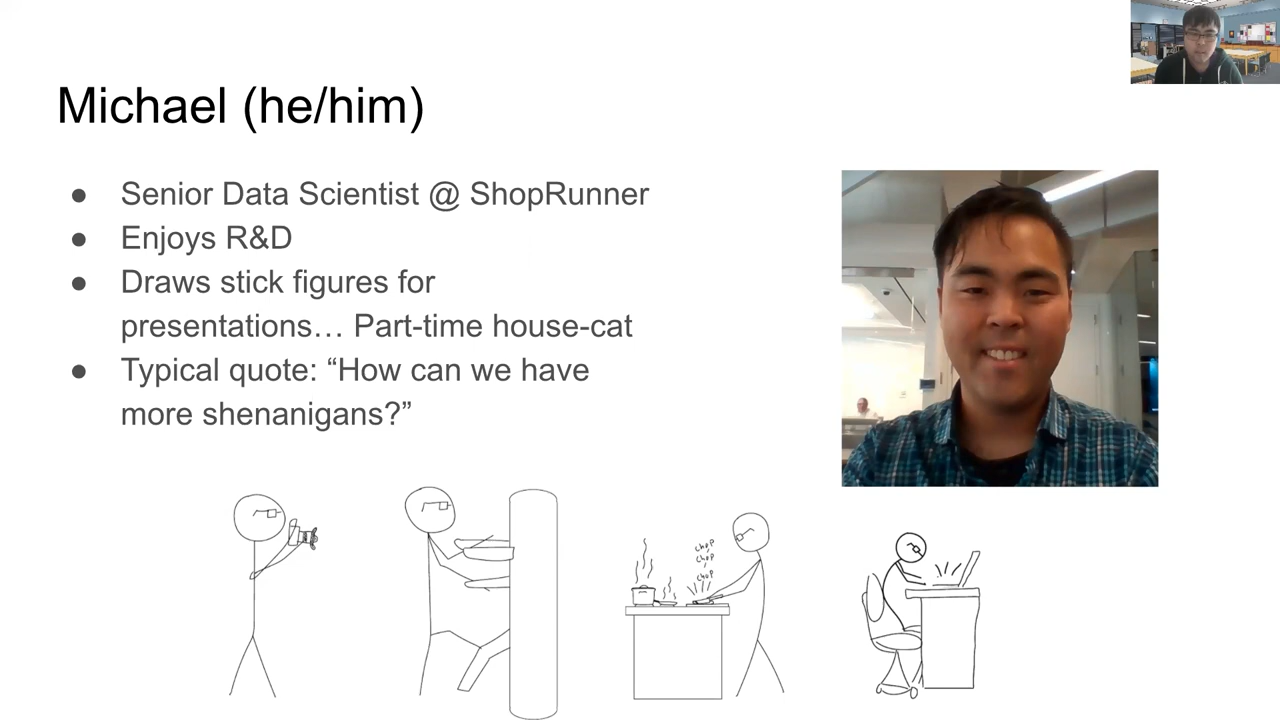 Michael (he/him)
● Senior Data Scientist @ ShopRunner
● Enjoys R&D
● Draws stick figures for
presentations… Part-time house-cat
● Typical quote: “How can we have
more shenanigans?”
chop
chop
chop